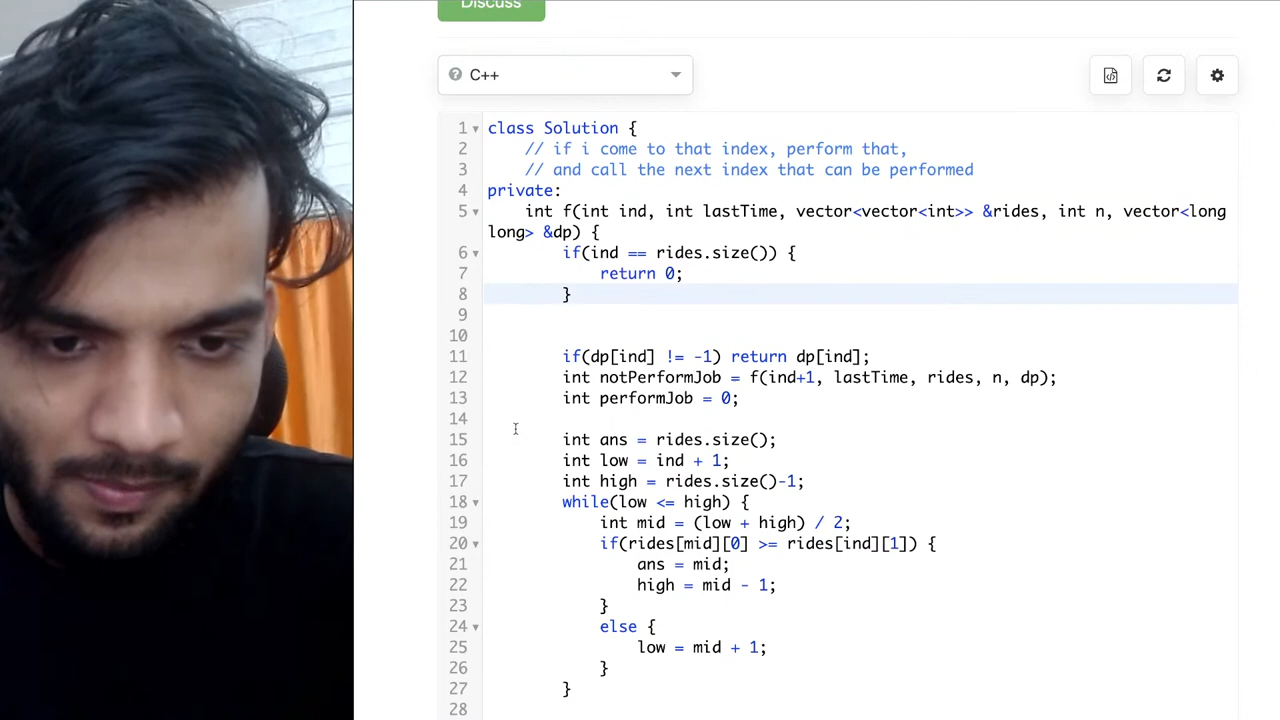 Discuss
C++
1 class Solution {
2 // if i come to that index, perform that,
3 // and call the next index that can be performed
4 private:
5 int f(int ind, int lastTime, vector<vector<int>> &rides, int n, vector<long
long> &dp) {
6 if(ind == rides.size()) {
7 return 0;
8 }
9
10
11 if(dp[ind] != -1) return dp[ind];
12 int notPerformJob = f(ind+1, lastTime, rides, n, dp);
13 int performJob = 0;
14
15 int ans = rides.size();
16 int low = ind + 1;
17 int high = rides.size()-1;
18 while(low <= high) {
19 int mid = (low + high) / 2;
20 if(rides[mid][0] >= rides[ind][1]) {
21 ans = mid;
22 high = mid - 1;
23 }
24 else {
25 low = mid + 1;
26 }
27 }
28